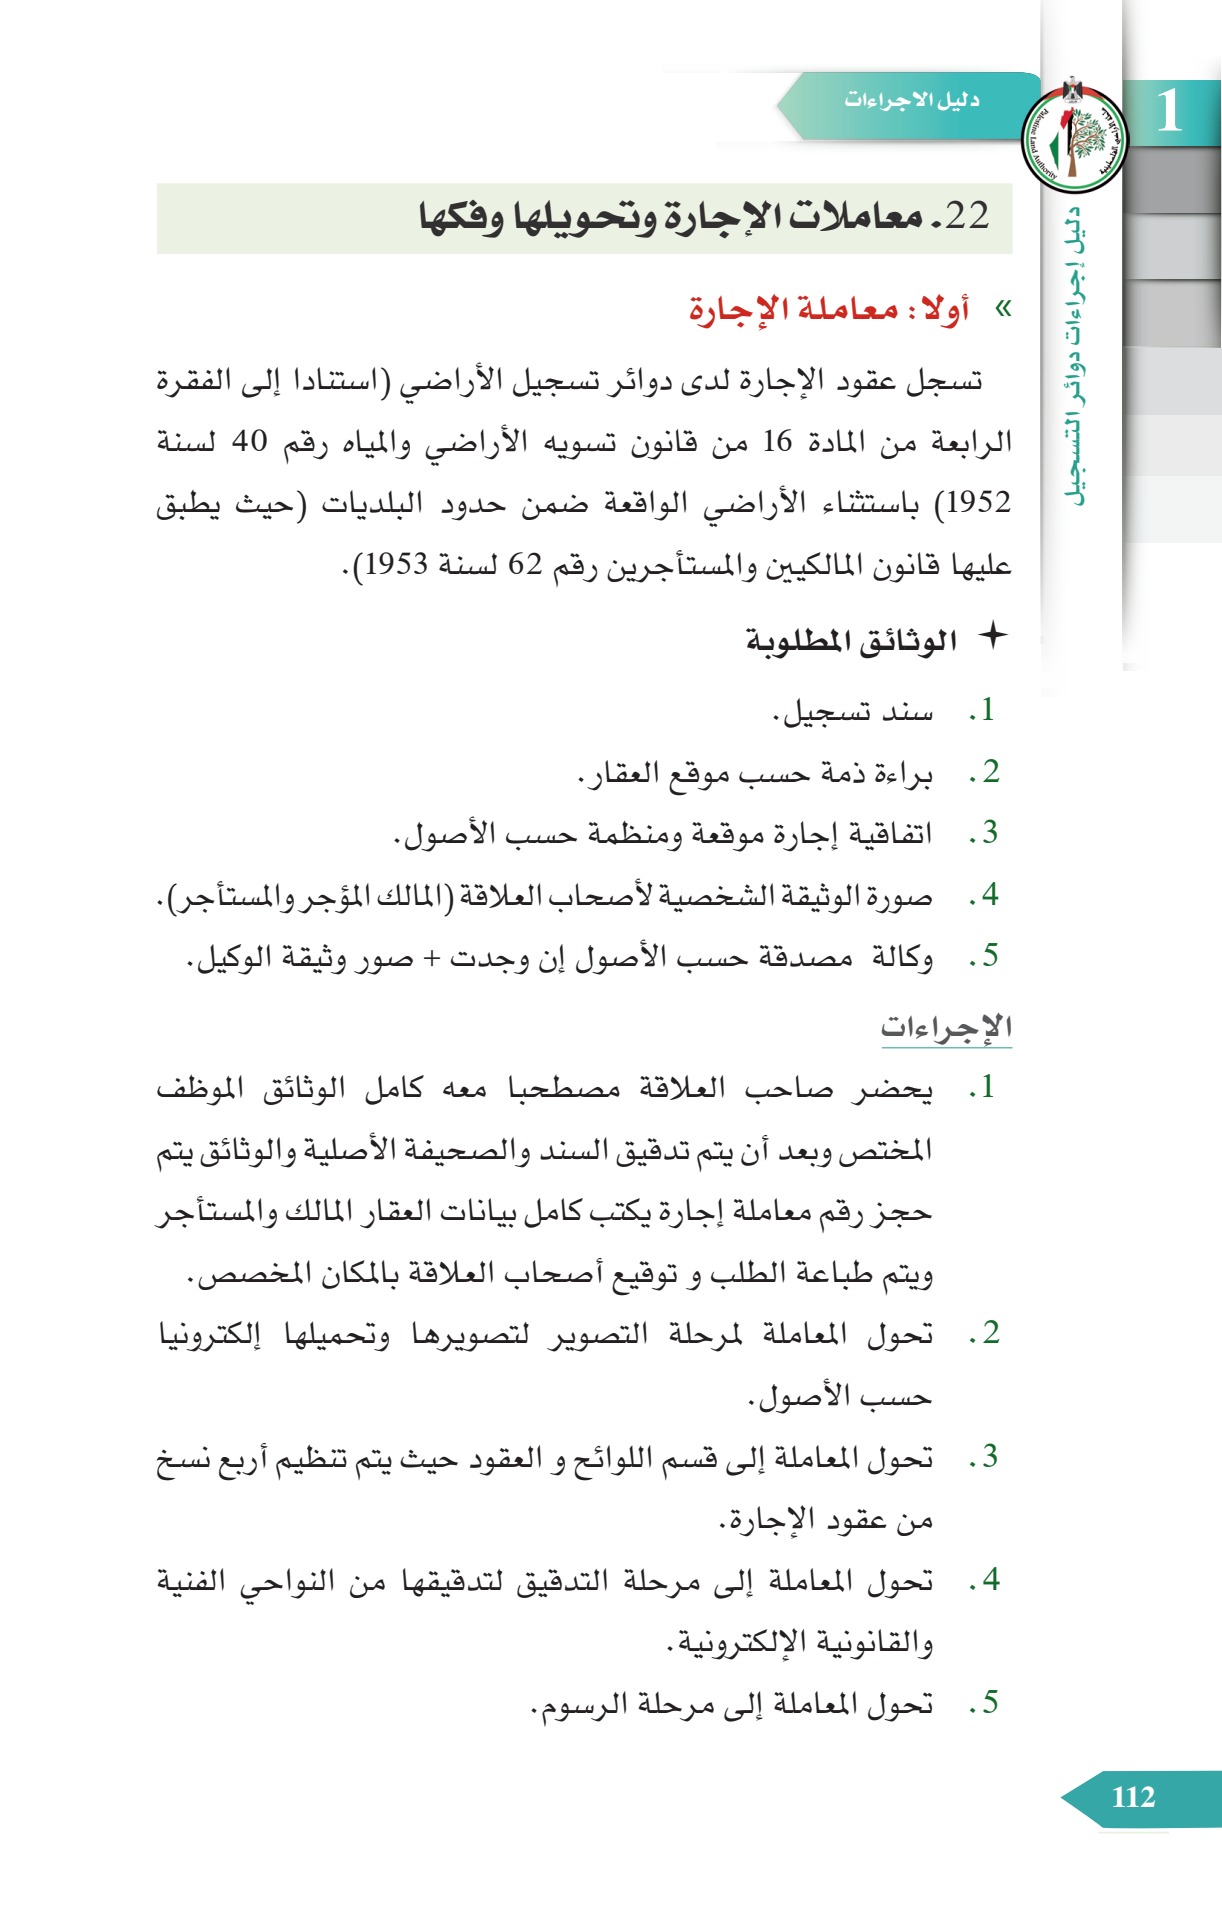 1
دليل الاجراءات
دليل إجراءات دوائر التسجيل
Palestine Land Authority
22. معاملات الإجارة وتحويلها وفكها
» أولا: معاملة الإجارة
تسجل عقود الإجارة لدى دوائر تسجيل الأراضي (استنادا إلى الفقرة
الرابعة من المادة 16 من قانون تسويه الأراضي والمياه رقم 40 لسنة
1952) باستثناء الأراضي الواقعة ضمن حدود البلديات (حيث يطبق
عليها قانون المالكيين والمستأجرين رقم 62 لسنة 1953).
الوثائق المطلوبة
1. سند تسجيل.
2. براءة ذمة حسب موقع العقار.
3. اتفاقية إجارة موقعة ومنظمة حسب الأصول.
4. صورة الوثيقة الشخصية لأصحاب العلاقة (المالك المؤجر والمستأجر).
5. وكالة مصدقة حسب الأصول إن وجدت + صور وثيقة الوكيل.
الإجراءات
1. يحضر صاحب العلاقة مصطحبا معه كامل الوثائق الموظف
المختص وبعد أن يتم تدقيق السند والصحيفة الأصلية والوثائق يتم
حجز رقم معاملة إجارة يكتب كامل بيانات العقار المالك والمستأجر
ويتم طباعة الطلب و توقيع أصحاب العلاقة بالمكان المخصص.
2. تحول المعاملة لمرحلة التصوير لتصويرها وتحميلها إلكترونيا
حسب الأصول.
3. تحول المعاملة إلى قسم اللوائح و العقود حيث يتم تنظيم أربع نسخ
من عقود الإجارة.
4. تحول المعاملة إلى مرحلة التدقيق لتدقيقها من النواحي الفنية
والقانونية الإلكترونية.
5. تحول المعاملة إلى مرحلة الرسوم.
112